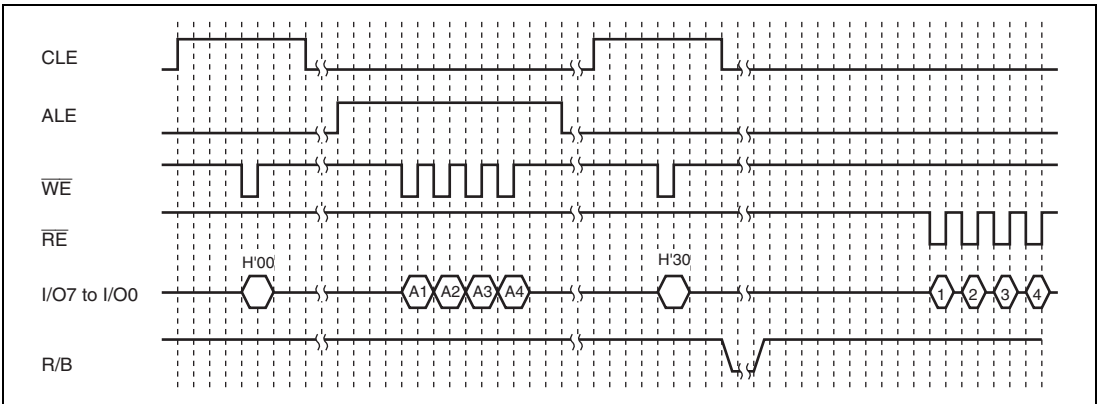 CLE
ALE
WE
RE
H'00 H'30
I/O7 to I/O0 A1 A2 A3 A4 1 2 3 4
R/B